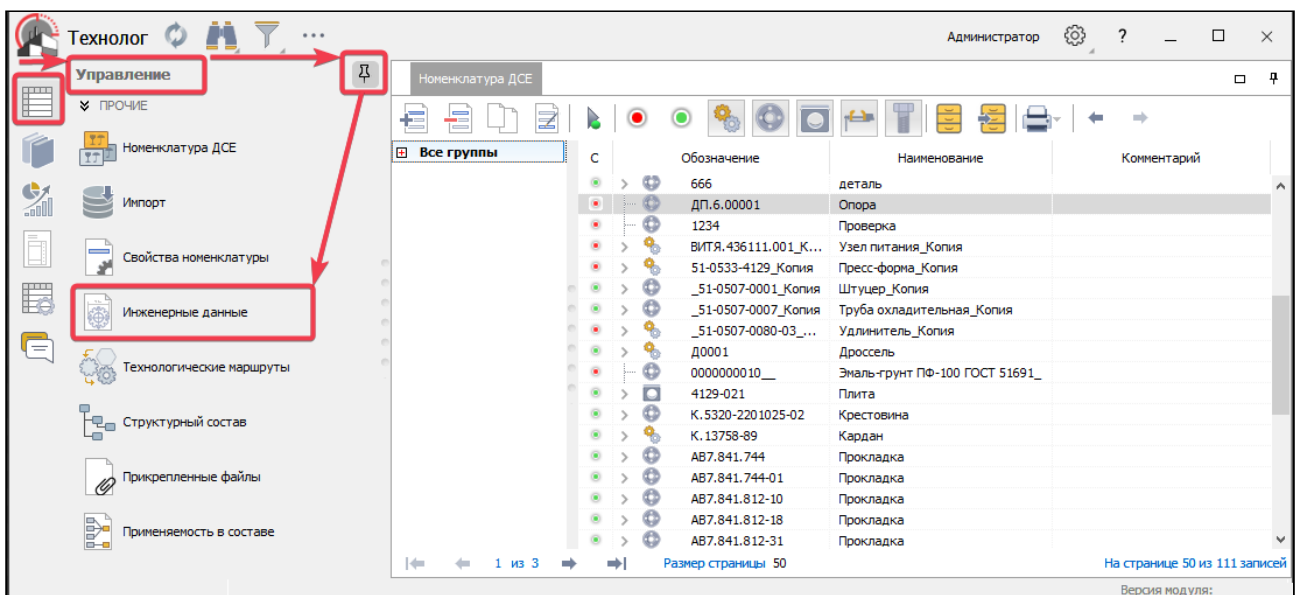 Технолог
Администратор
?
Управление
Номенклатура ДСЕ
ПРОЧИЕ
Номенклатура ДСЕ
Импорт
Свойства номенклатуры
Инженерные данные
Технологические маршруты
Структурный состав
Прикрепленные файлы
Применяемость в составе
Все группы
С Обозначение Наименование Комментарий
666 деталь
ДП.6.00001 Опора
1234 Проверка
ВИТЯ.436111.001_К... Узел питания_Копия
51-0533-4129_Копия Пресс-форма_Копия
_51-0507-0001_Копия Штуцер_Копия
_51-0507-0007_Копия Труба охладительная_Копия
_51-0507-0080-03_... Удлинитель_Копия
Д0001 Дроссель
0000000010__ Эмаль-грунт ПФ-100 ГОСТ 51691_
4129-021 Плита
К.5320-2201025-02 Крестовина
К.13758-89 Кардан
АВ7.841.744 Прокладка
АВ7.841.744-01 Прокладка
АВ7.841.812-10 Прокладка
АВ7.841.812-18 Прокладка
АВ7.841.812-31 Прокладка
1 из 3 Размер страницы 50 На странице 50 из 111 записей
Версия модуля: